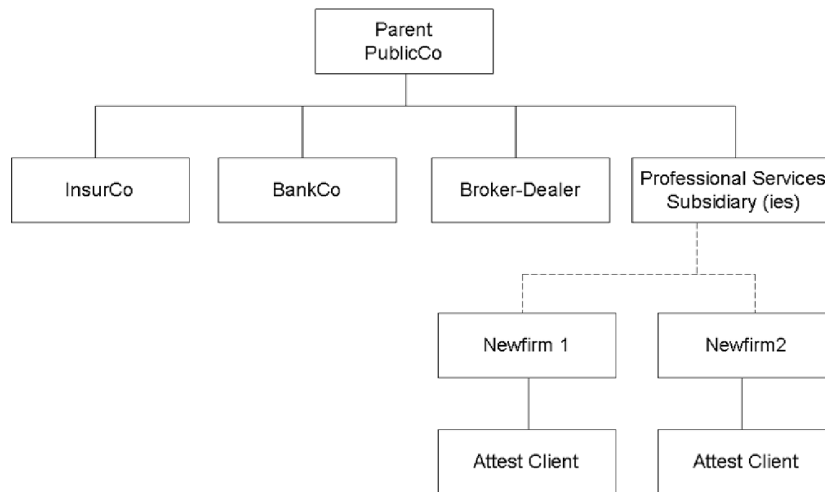 Parent
PublicCo
InsurCo
BankCo
Broker-Dealer
Professional Services
Subsidiary (ies)
Newfirm 1
Newfirm2
Attest Client
Attest Client